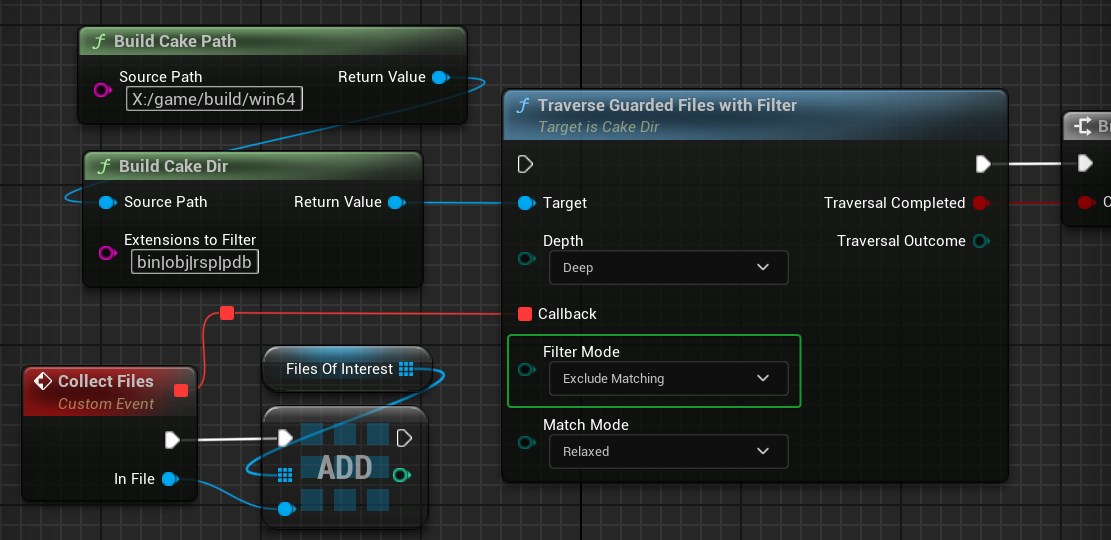 Build Cake Path
Source Path
Return Value
X:/game/build/win64
Build Cake Dir
Source Path
Return Value
Extensions to Filter
bin|obj|rsp|pdb
Traverse Guarded Files with Filter
Target is Cake Dir
Target
Traversal Completed
Depth
Traversal Outcome
Deep
Callback
Filter Mode
Exclude Matching
Match Mode
Relaxed
Files Of Interest
Collect Files
Custom Event
In File
ADD